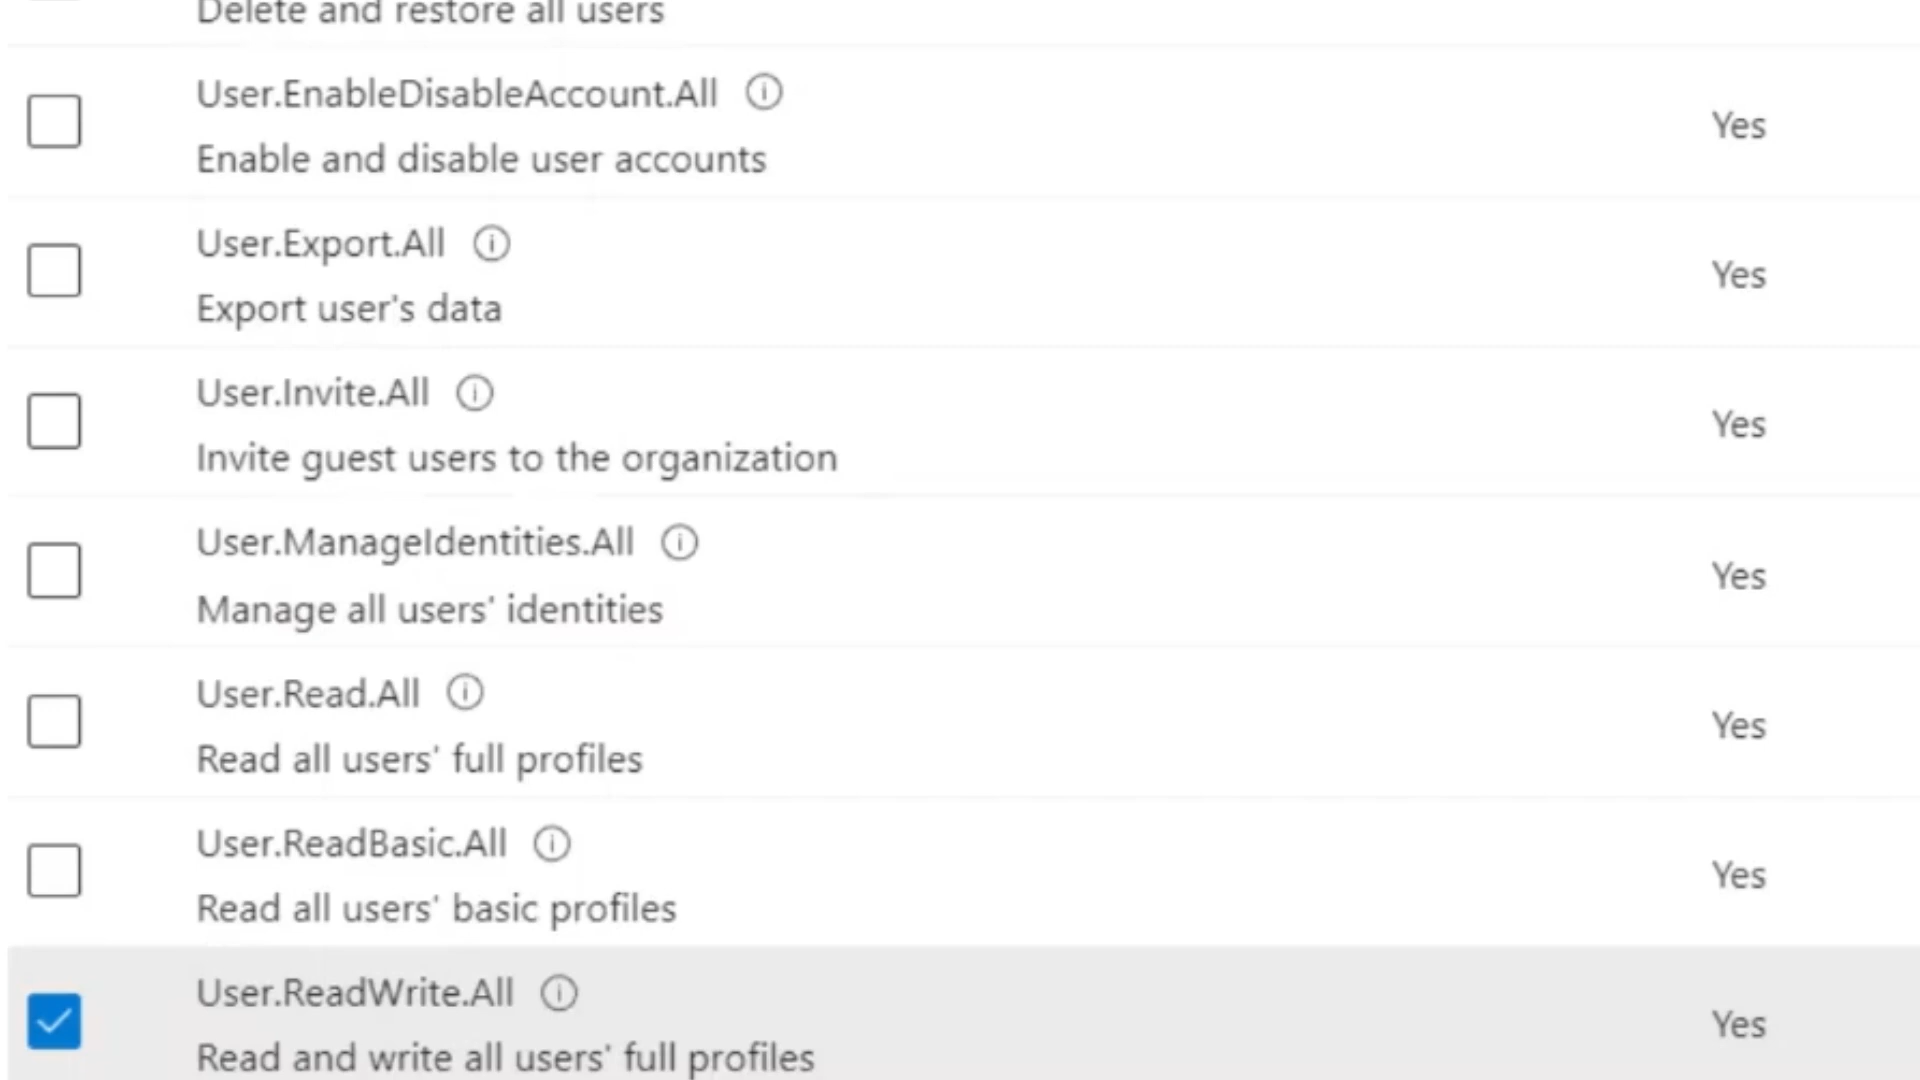 Delete and restore all users
User.EnableDisableAccount.All
Yes
Enable and disable user accounts
User.Export.All
Yes
Export user's data
User.Invite.All
Yes
Invite guest users to the organization
User.ManageIdentities.All
Yes
Manage all users' identities
User.Read.All
Yes
Read all users' full profiles
User.ReadBasic.All
Yes
Read all users' basic profiles
User.ReadWrite.All
Yes
Read and write all users' full profiles